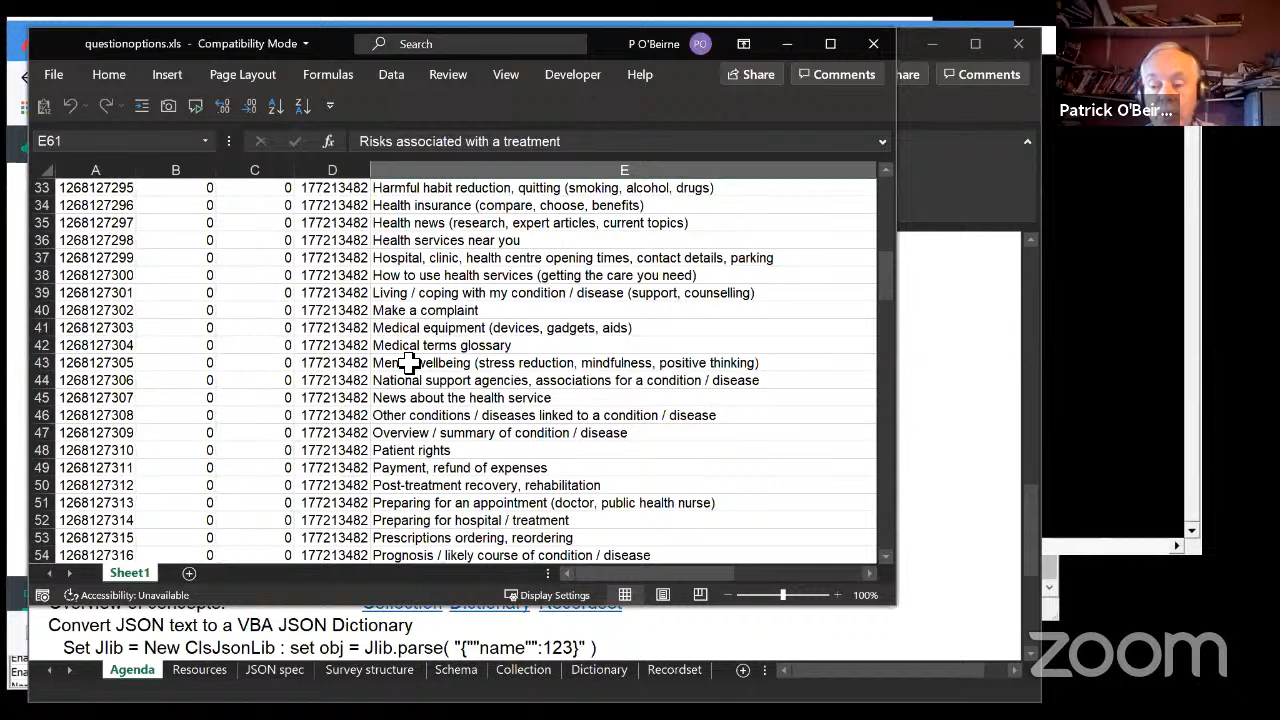 questionoptions.xls - Compatibility Mode
Search
P O'Beirne
PO
File Home Insert Page Layout Formulas Data Review View Developer Help Share Comments
are Comments
Patrick O'Beir...
E61 fx Risks associated with a treatment
A B C D E
33 1268127295 0 0 177213482 Harmful habit reduction, quitting (smoking, alcohol, drugs)
34 1268127296 0 0 177213482 Health insurance (compare, choose, benefits)
35 1268127297 0 0 177213482 Health news (research, expert articles, current topics)
36 1268127298 0 0 177213482 Health services near you
37 1268127299 0 0 177213482 Hospital, clinic, health centre opening times, contact details, parking
38 1268127300 0 0 177213482 How to use health services (getting the care you need)
39 1268127301 0 0 177213482 Living / coping with my condition / disease (support, counselling)
40 1268127302 0 0 177213482 Make a complaint
41 1268127303 0 0 177213482 Medical equipment (devices, gadgets, aids)
42 1268127304 0 0 177213482 Medical terms glossary
43 1268127305 0 0 177213482 Men wellbeing (stress reduction, mindfulness, positive thinking)
44 1268127306 0 0 177213482 National support agencies, associations for a condition / disease
45 1268127307 0 0 177213482 News about the health service
46 1268127308 0 0 177213482 Other conditions / diseases linked to a condition / disease
47 1268127309 0 0 177213482 Overview / summary of condition / disease
48 1268127310 0 0 177213482 Patient rights
49 1268127311 0 0 177213482 Payment, refund of expenses
50 1268127312 0 0 177213482 Post-treatment recovery, rehabilitation
51 1268127313 0 0 177213482 Preparing for an appointment (doctor, public health nurse)
52 1268127314 0 0 177213482 Preparing for hospital / treatment
53 1268127315 0 0 177213482 Prescriptions ordering, reordering
54 1268127316 0 0 177213482 Prognosis / likely course of condition / disease
Sheet1
Accessibility: Unavailable Display Settings 100%
Overview of concepts: Collection Dictionary Recordset
Convert JSON text to a VBA JSON Dictionary
Set Jlib = New ClsJsonLib : set obj = Jlib.parse( "{""name"":123}" )
Ena
Ena
Agenda Resources JSON spec Survey structure Schema Collection Dictionary Recordset
zoom